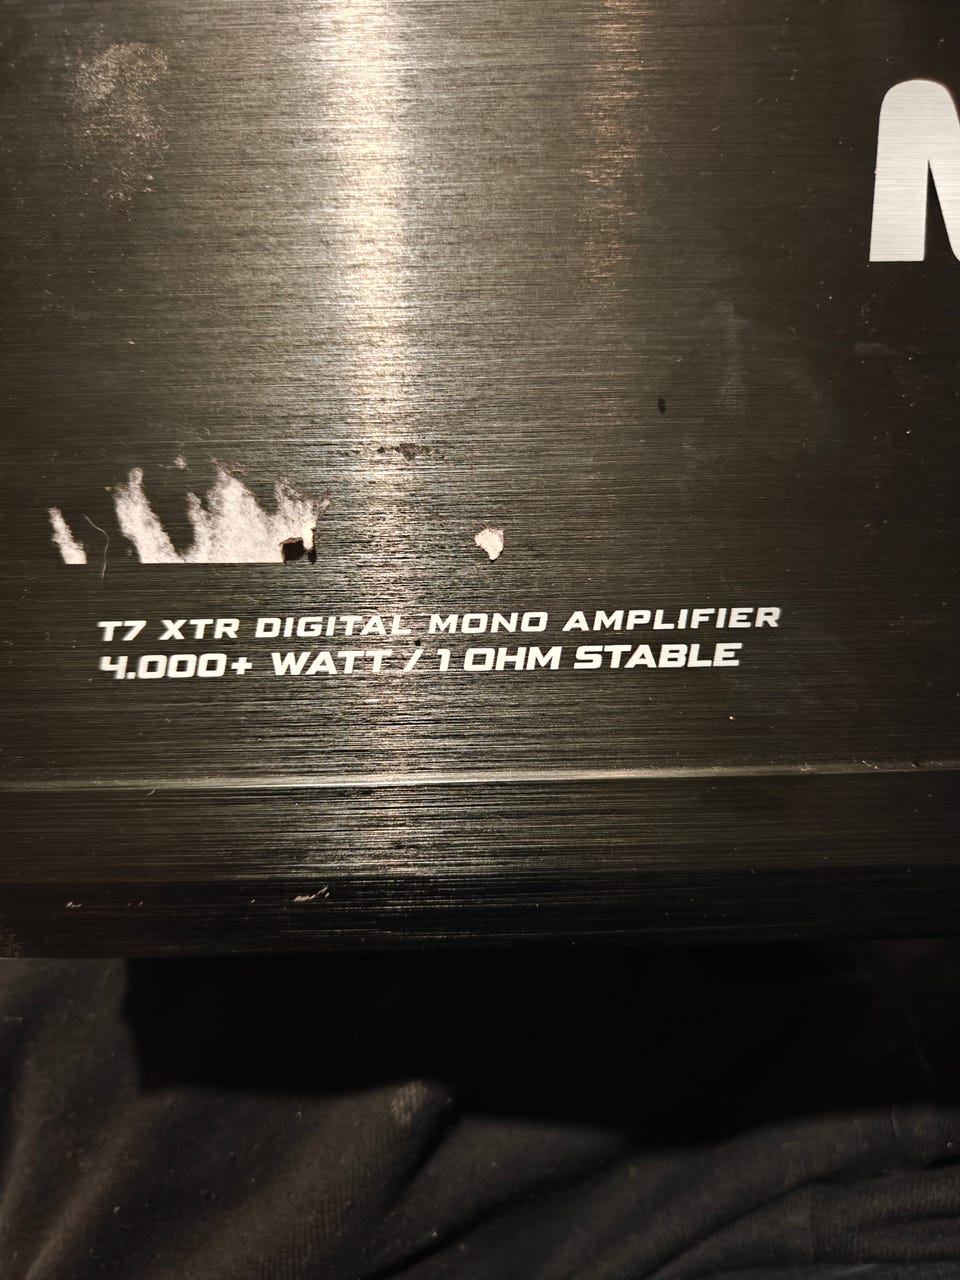 T7 XTR DIGITAL MONO AMPLIFIER
4.000+ WATT / 1 OHM STABLE